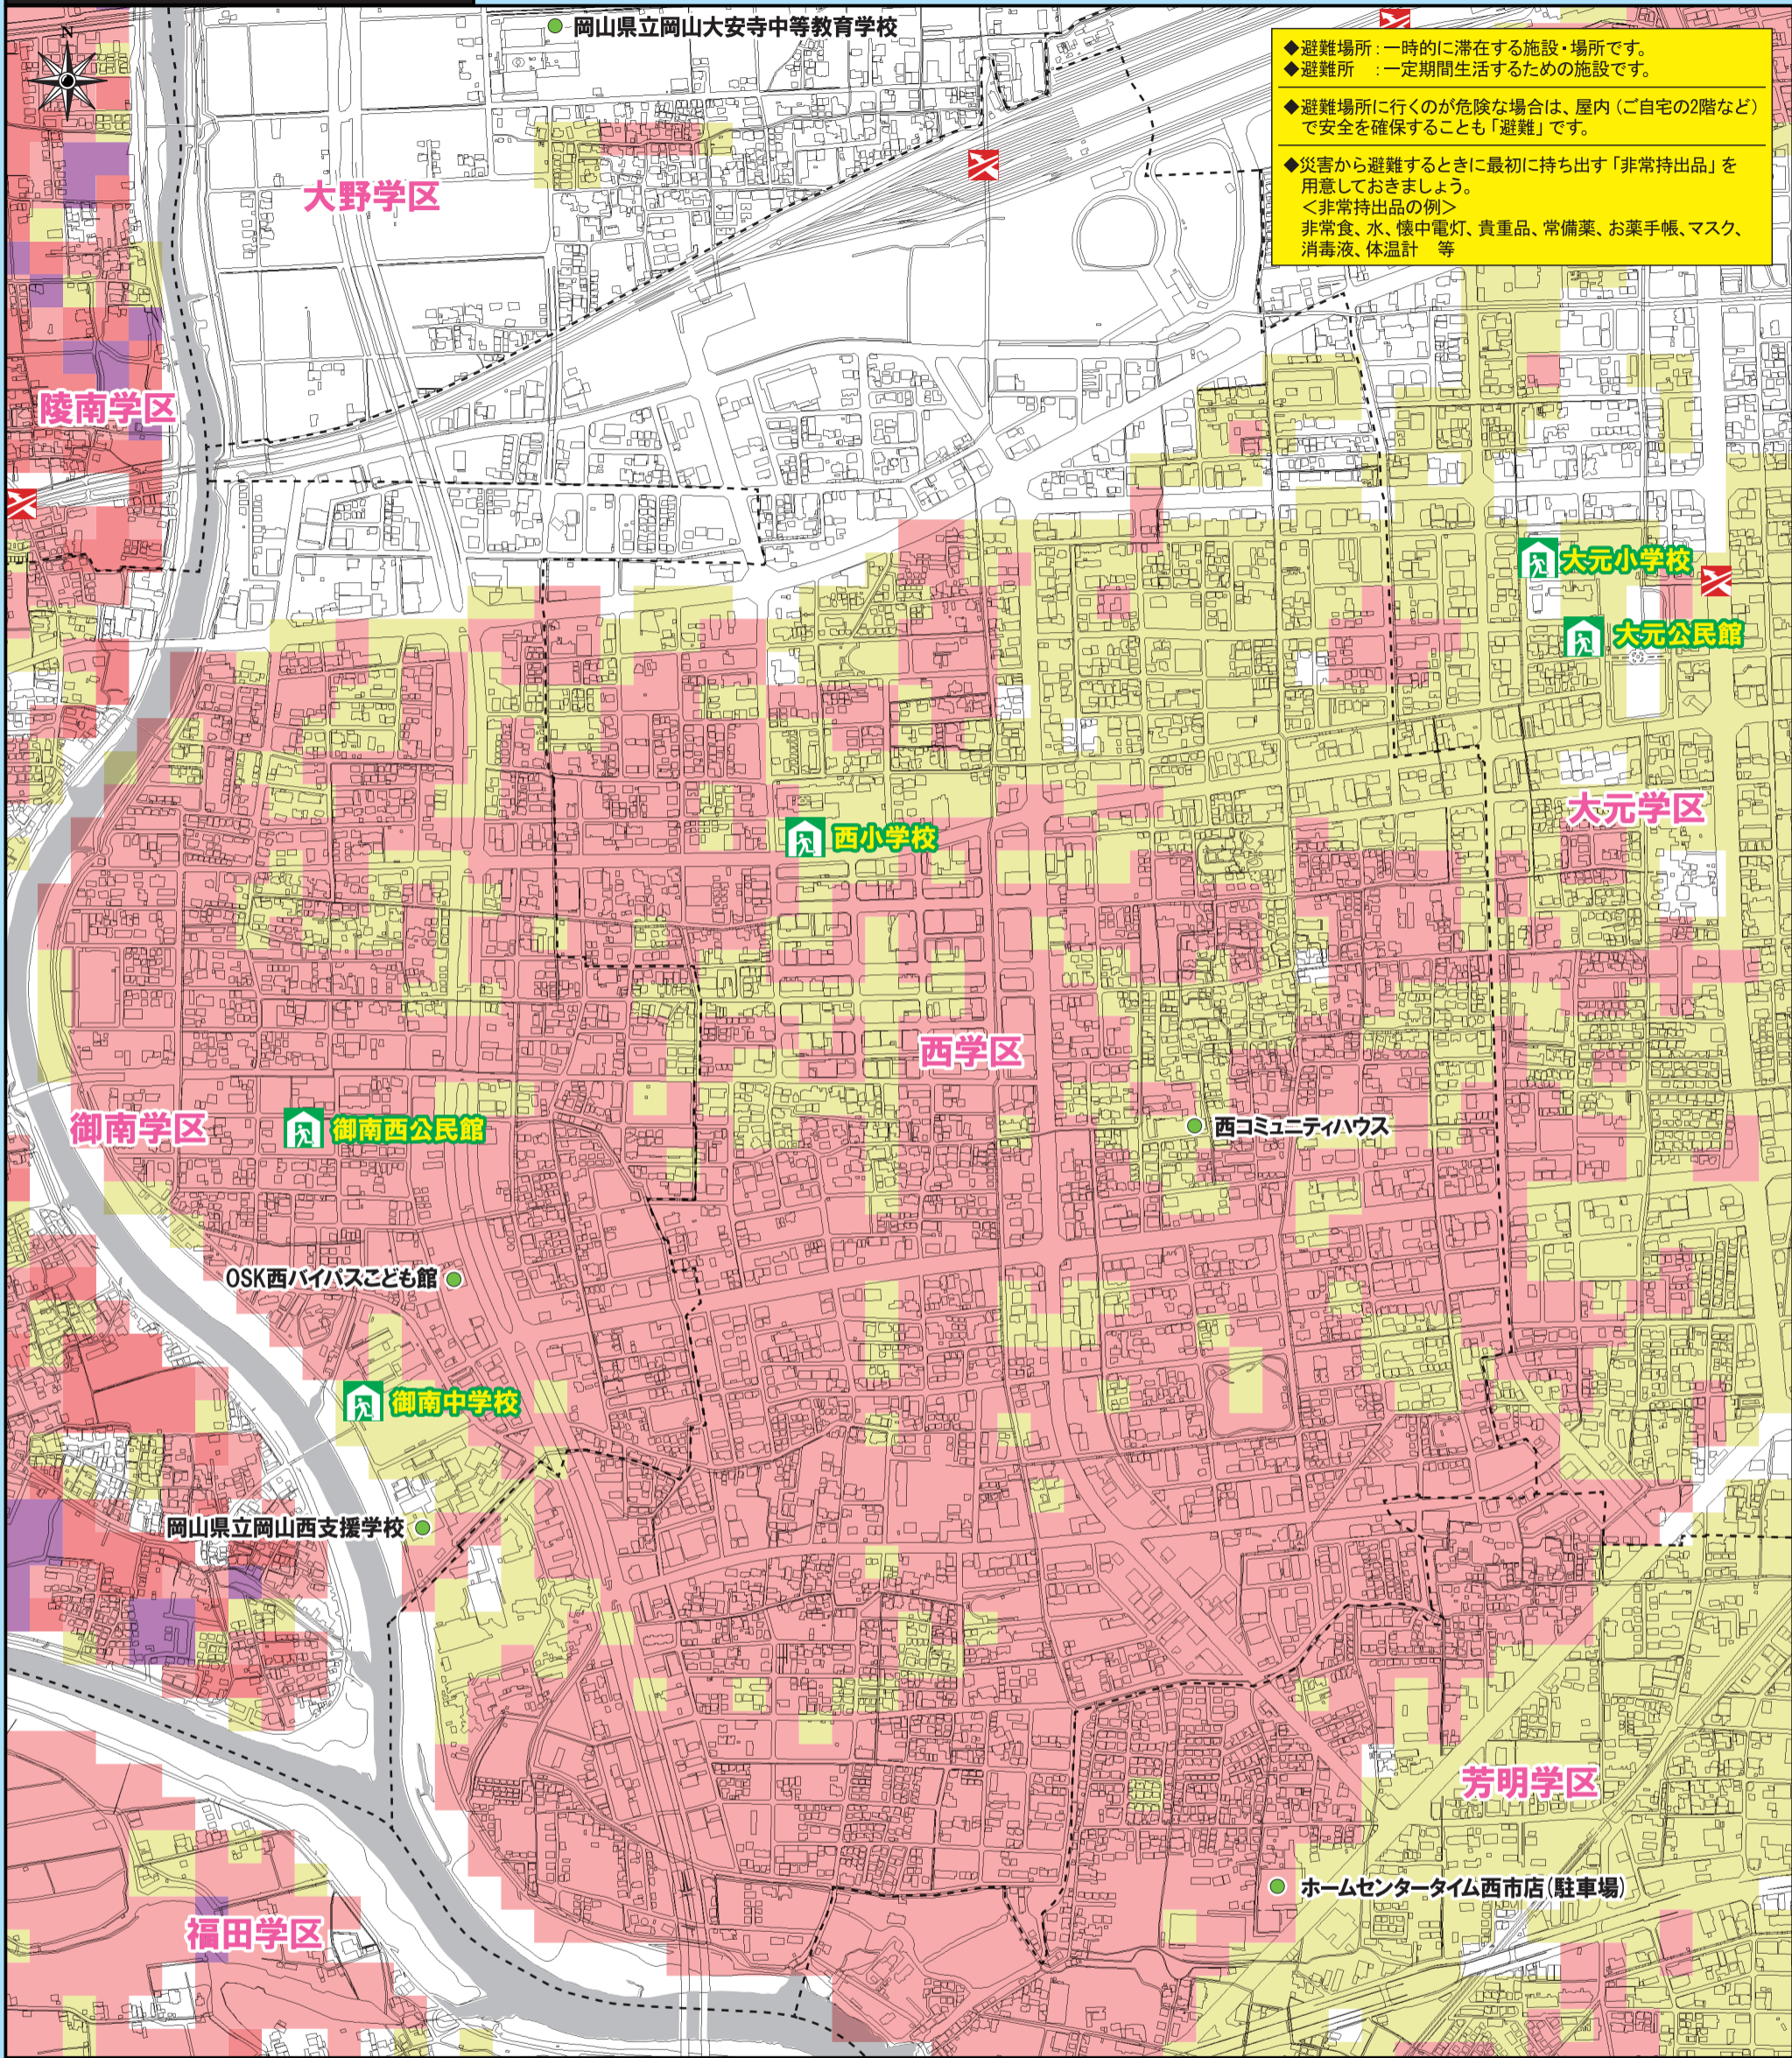 N
岡山県立岡山大安寺中等教育学校
◆避難場所：一時的に滞在する施設・場所です。
◆避難所　：一定期間生活するための施設です。
◆避難場所に行くのが危険な場合は、屋内（ご自宅の2階など）
で安全を確保することも「避難」です。
◆災害から避難するときに最初に持ち出す「非常持出品」を
用意しておきましょう。
＜非常持出品の例＞
非常食、水、懐中電灯、貴重品、常備薬、お薬手帳、マスク、
消毒液、体温計　等
大野学区
陵南学区
大元小学校
大元公民館
大元学区
西小学校
西学区
御南学区
御南西公民館
西コミュニティハウス
OSK西バイパスこども館
御南中学校
岡山県立岡山西支援学校
芳明学区
ホームセンタータイム西市店（駐車場）
福田学区